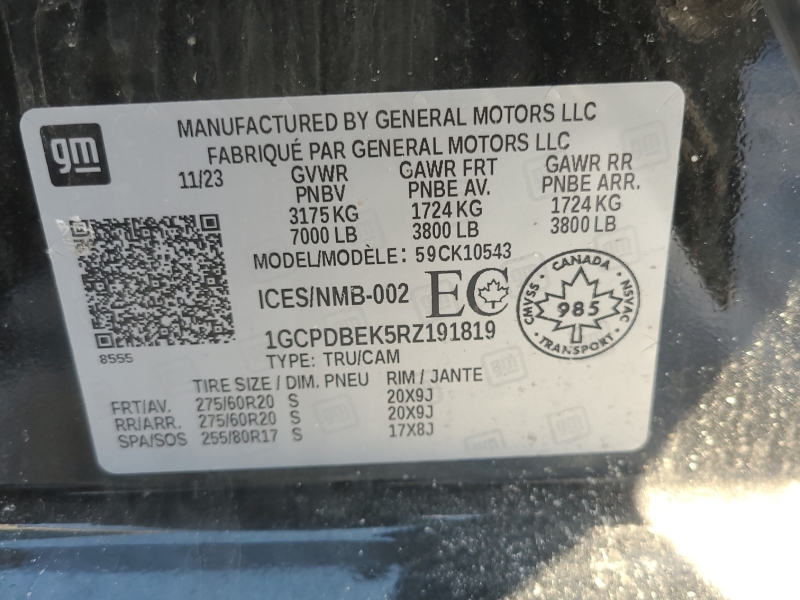 gm
MANUFACTURED BY GENERAL MOTORS LLC
FABRIQUÉ PAR GENERAL MOTORS LLC
11/23 GVWR GAWR FRT GAWR RR
PNBV PNBE AV. PNBE ARR.
3175 KG 1724 KG 1724 KG
7000 LB 3800 LB 3800 LB
MODEL/MODÈLE: 59CK10543
ICES/NMB-002 EC
CANADA
CMVSS 985 NSVAC
TRANSPORT
1GCPDBEK5RZ191819
8555
TYPE: TRU/CAM
TIRE SIZE / DIM. PNEU RIM / JANTE
FRT/AV. 275/60R20 S 20X9J
RR/ARR. 275/60R20 S 20X9J
SPA/SOS 255/80R17 S 17X8J